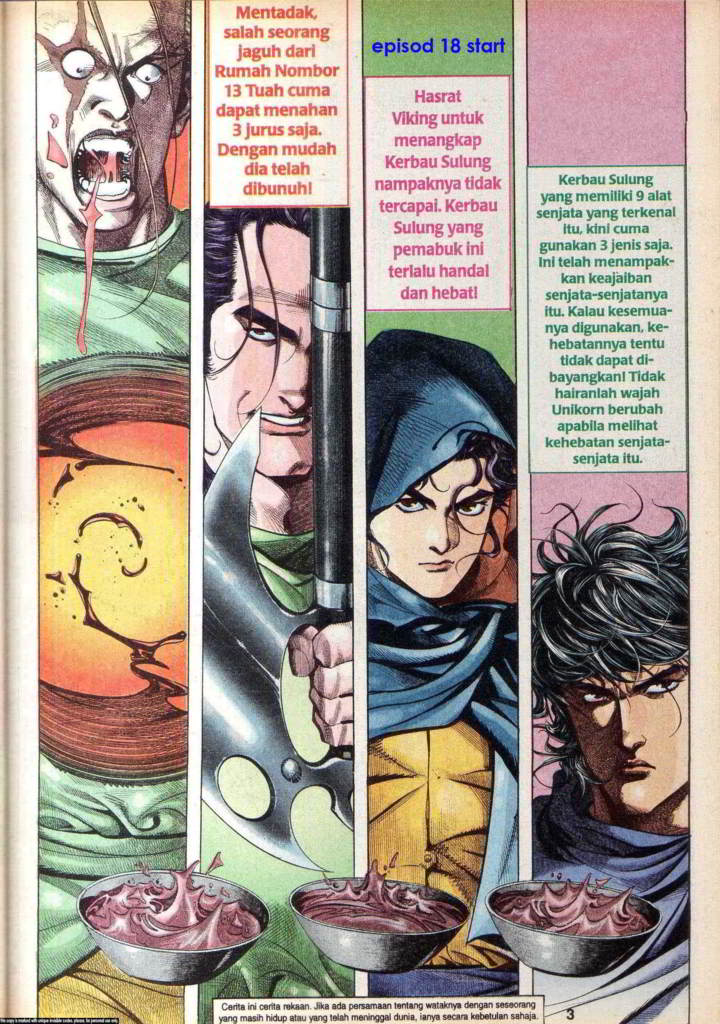 Mentadak,
salah seorang
jaguh dari
Rumah Nombor
13 Tuah cuma
dapat menahan
3 jurus saja.
Dengan mudah
dia telah
dibunuh!
episod 18 start
Hasrat
Viking untuk
menangkap
Kerbau Sulung
nampaknya tidak
tercapai. Kerbau
Sulung yang
pemabuk ini
terlalu handal
dan hebat!
Kerbau Sulung
yang memiliki 9 alat
senjata yang terkenal
itu, kini cuma
gunakan 3 jenis saja.
Ini telah menampak-
kan keajaiban
senjata-senjatanya
itu. Kalau kesemua-
nya digunakan, ke-
hebatannya tentu
tidak dapat di-
bayangkan! Tidak
hairanlah wajah
Unikorn berubah
apabila melihat
kehebatan senjata-
senjata itu.
Cerita ini cerita rekaan. Jika ada persamaan tentang wataknya dengan seseorang
yang masih hidup atau yang telah meninggal dunia, ianya secara kebetulan sahaja.
3